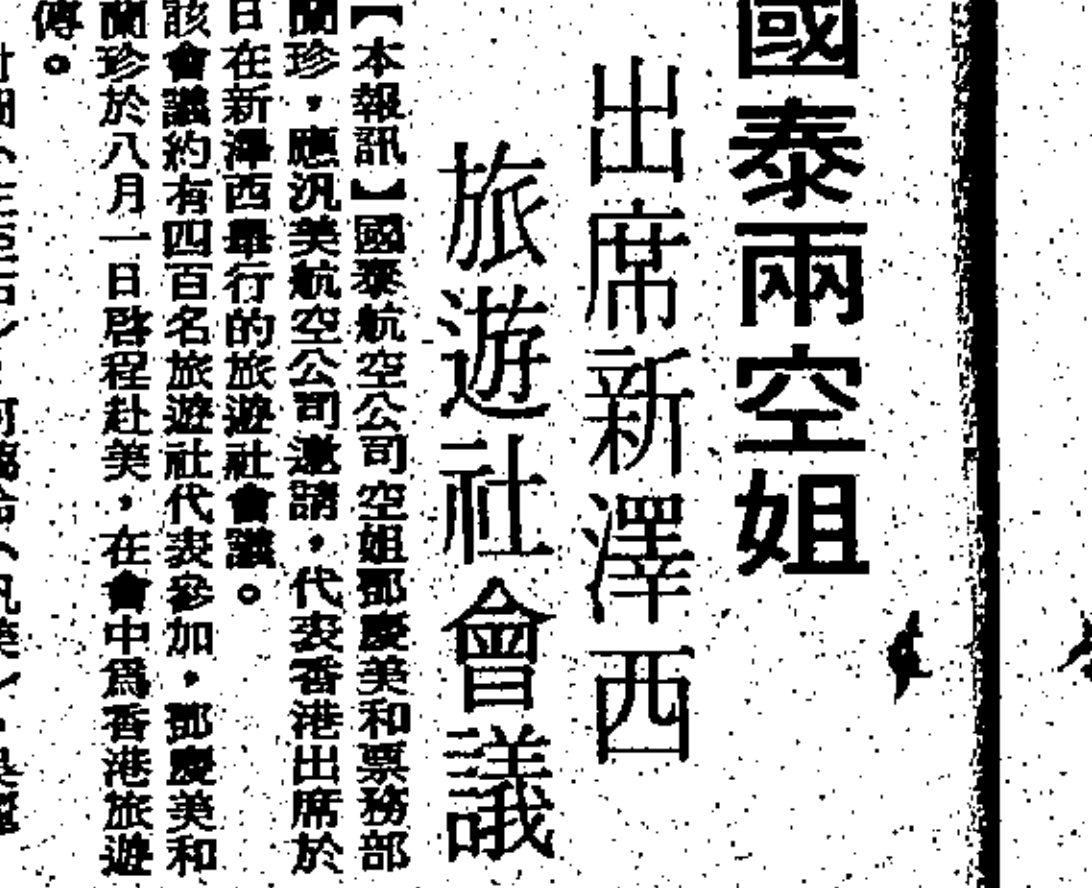 國泰兩空姐
出席新澤西
旅遊社會議
【本報訊】國泰航空公司空姐鄧慶美和票務部
蘭珍，應汎美航空公司邀請，代表香港出席於
日在新澤西舉行的旅遊社會議。
該會議約有四百名旅遊社代表參加，鄧慶美和
蘭珍於八月一日啓程赴美，在會中爲香港旅遊
傳。